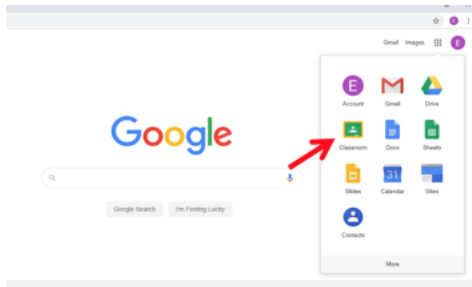 E
Gmail Images E
E
Account Gmail Drive
Google
Classroom Docs Sheets
31
Slides Calendar Sites
Google Search I'm Feeling Lucky
Contacts
More